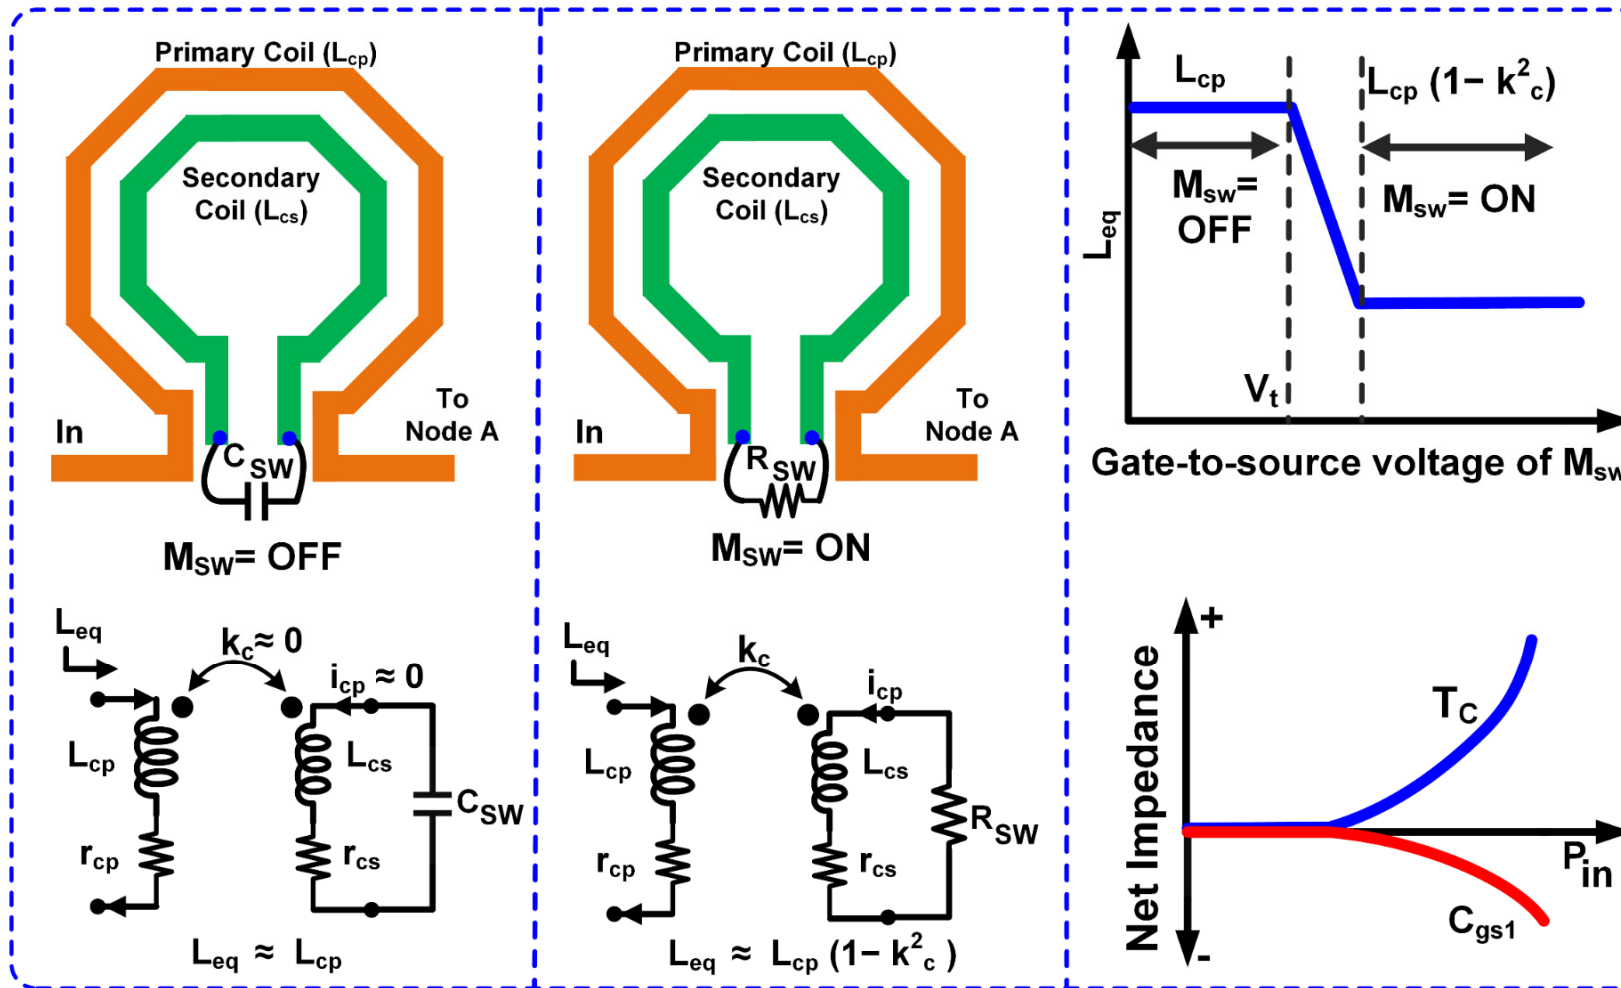 Primary Coil (Lcp)
Secondary
Coil (Lcs)
In
To
Node A
CSW
MSW= OFF
Leq
kc≈ 0
icp ≈ 0
Lcp
Lcs
CSW
rcp
rcs
Leq ≈ Lcp
Primary Coil (Lcp)
Secondary
Coil (Lcs)
In
To
Node A
RSW
MSW= ON
Leq
kc
icp
Lcp
Lcs
RSW
rcp
rcs
Leq ≈ Lcp (1− k²c )
Leq
Lcp
Lcp (1− k²c)
Msw=
OFF
Msw= ON
Vt
Gate-to-source voltage of Msw
Net Impedance
+
-
TC
Pin
Cgs1